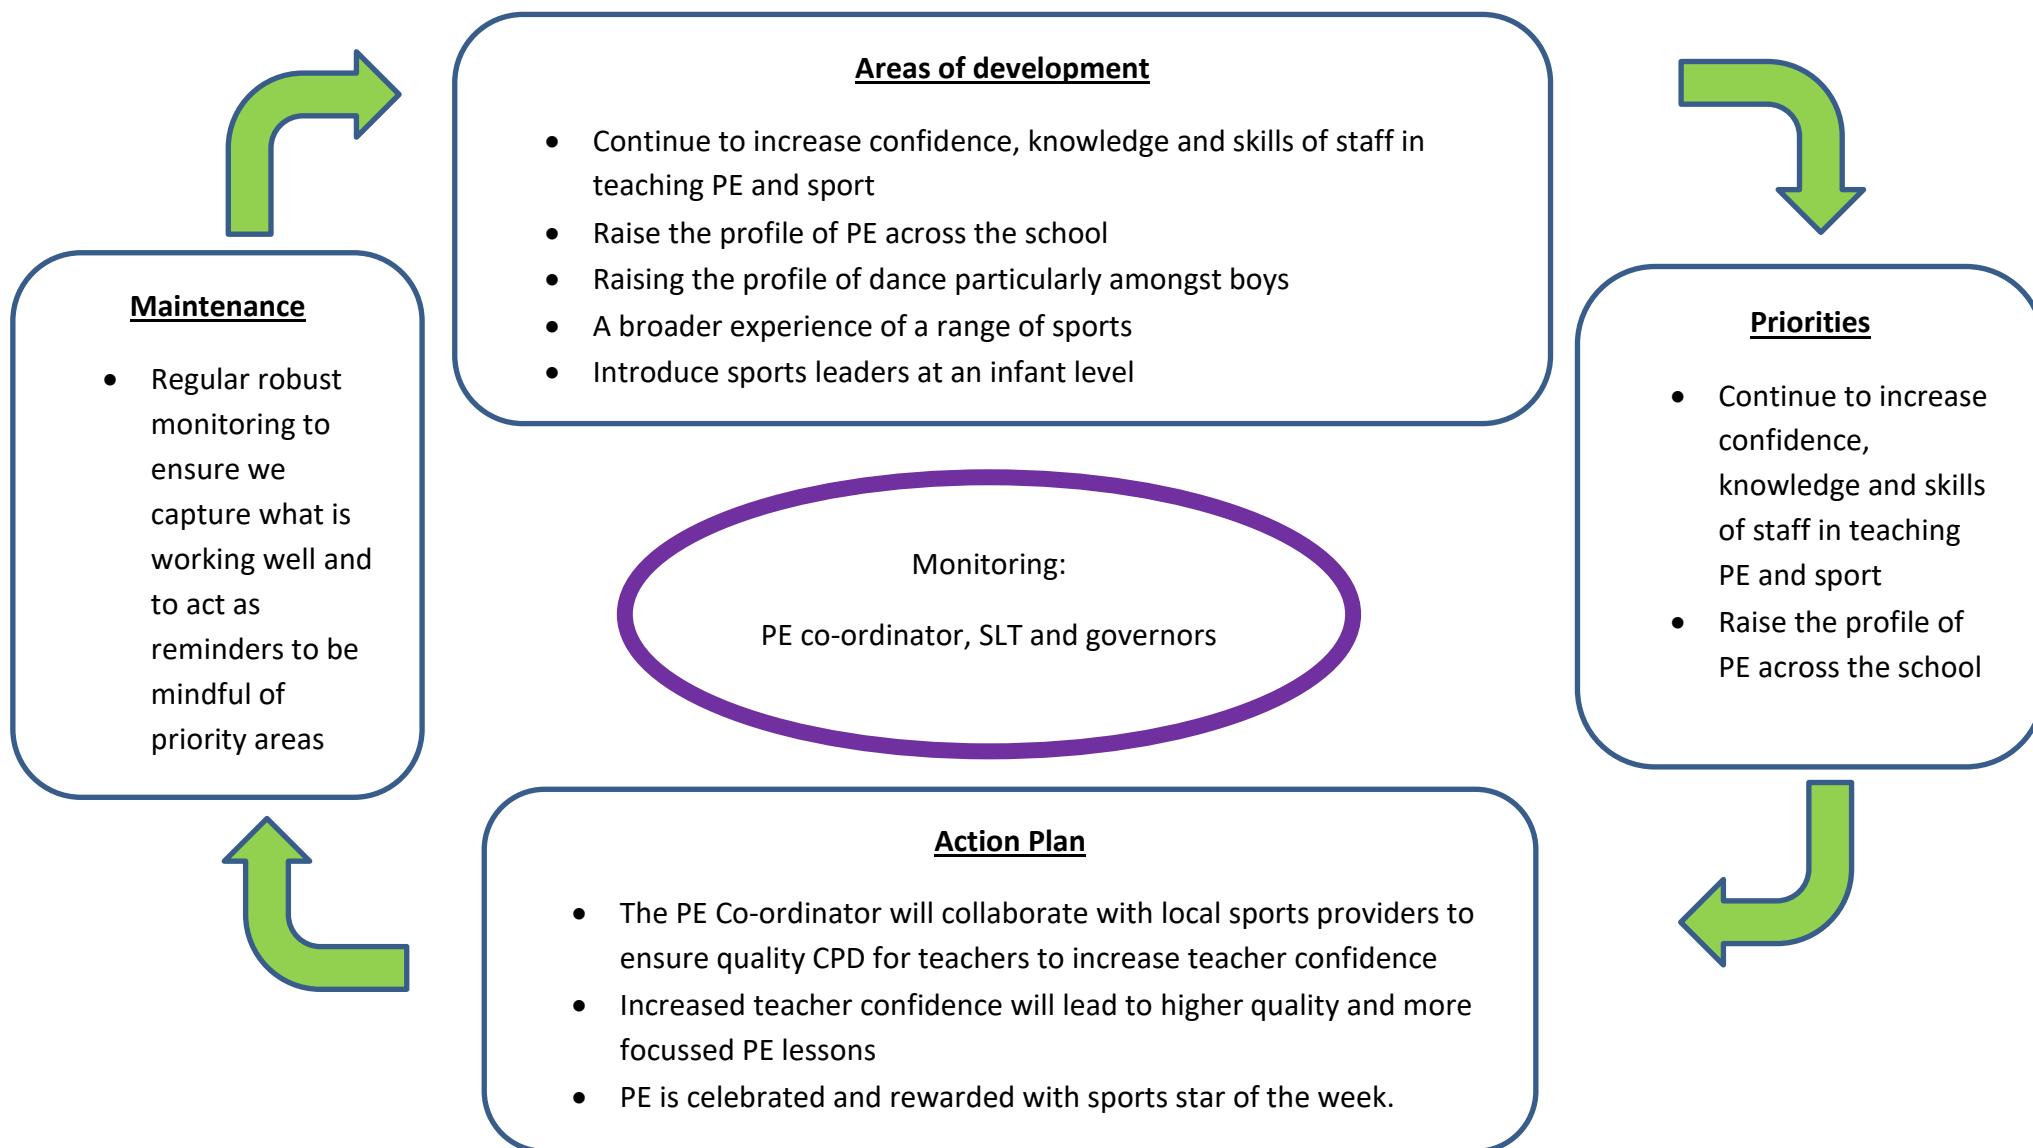 Areas of development
• Continue to increase confidence, knowledge and skills of staff in
teaching PE and sport
• Raise the profile of PE across the school
• Raising the profile of dance particularly amongst boys
• A broader experience of a range of sports
• Introduce sports leaders at an infant level
Maintenance
• Regular robust
monitoring to
ensure we
capture what is
working well and
to act as
reminders to be
mindful of
priority areas
Monitoring:
PE co-ordinator, SLT and governors
Priorities
• Continue to increase
confidence,
knowledge and skills
of staff in teaching
PE and sport
• Raise the profile of
PE across the school
Action Plan
• The PE Co-ordinator will collaborate with local sports providers to
ensure quality CPD for teachers to increase teacher confidence
• Increased teacher confidence will lead to higher quality and more
focussed PE lessons
• PE is celebrated and rewarded with sports star of the week.